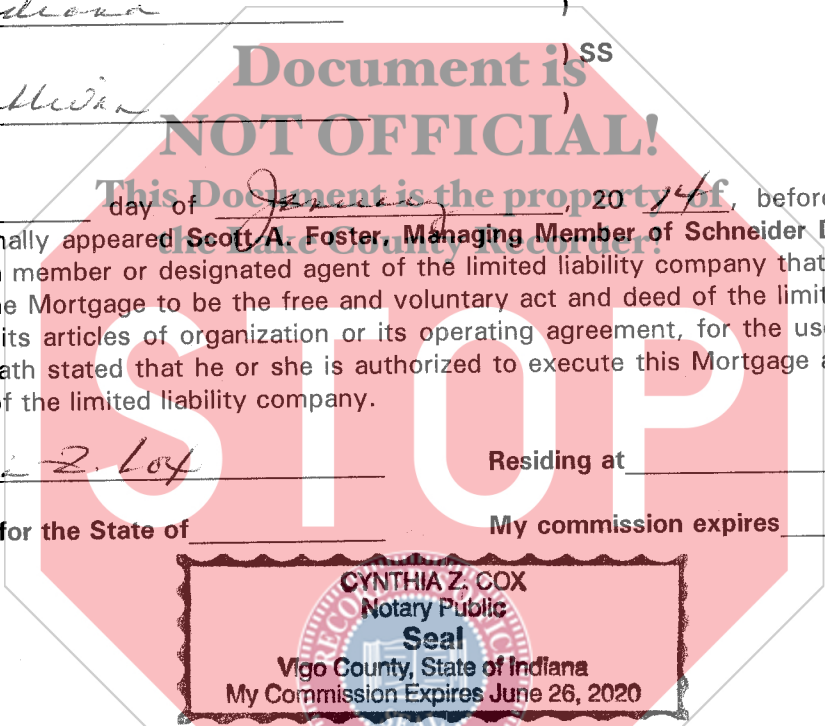 ) 
Document is
) SS
)
NOT OFFICIAL!
This Document is the property of
day of January, 20 14, before
the Lake County Recorder!
nally appeared Scott A. Foster, Managing Member of Schneider D
member or designated agent of the limited liability company that
e Mortgage to be the free and voluntary act and deed of the limit
its articles of organization or its operating agreement, for the use
ath stated that he or she is authorized to execute this Mortgage a
of the limited liability company.
STOP
Z. Cox
Residing at
for the State of
My commission expires
CYNTHIA Z. COX
Notary Public
Seal
Vigo County, State of Indiana
My Commission Expires June 26, 2020